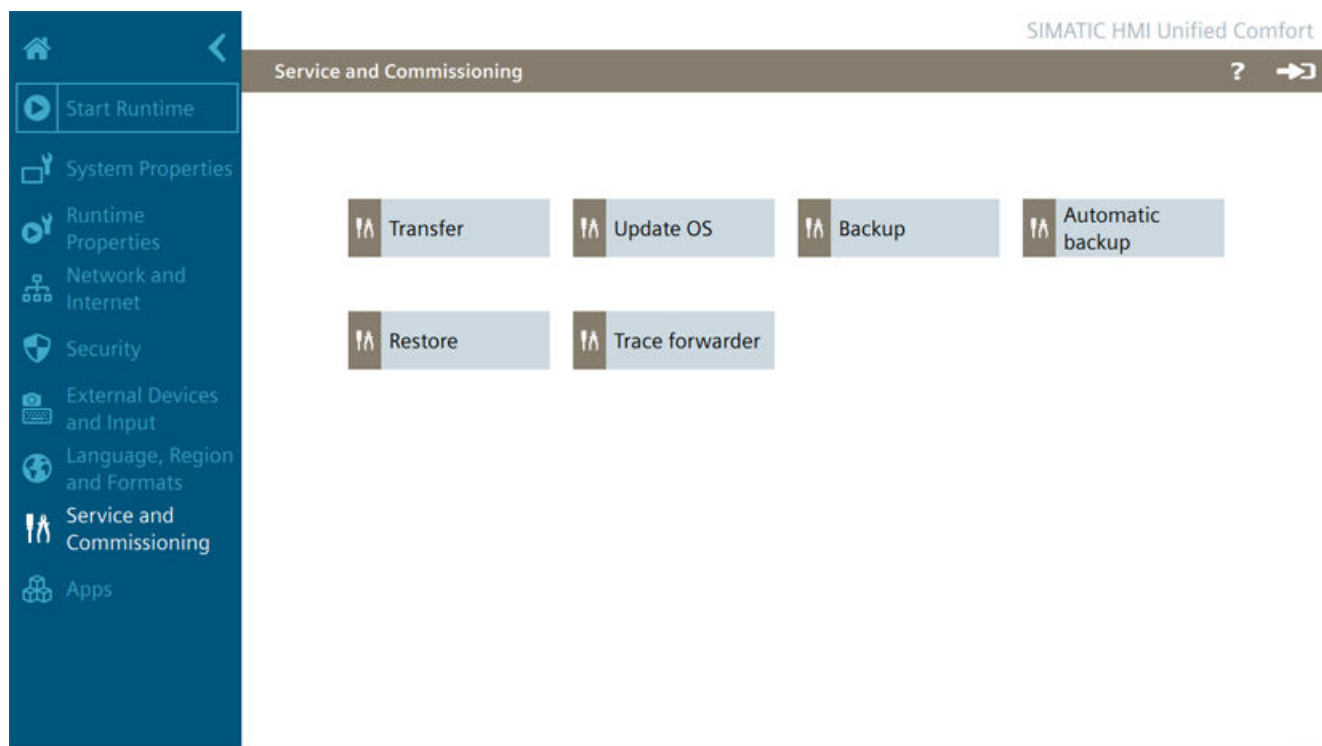 SIMATIC HMI Unified Comfort
Service and Commissioning
?
Start Runtime
System Properties
Runtime
Properties
Network and
Internet
Security
External Devices
and Input
Language, Region
and Formats
Service and
Commissioning
Apps
Transfer
Update OS
Backup
Automatic
backup
Restore
Trace forwarder